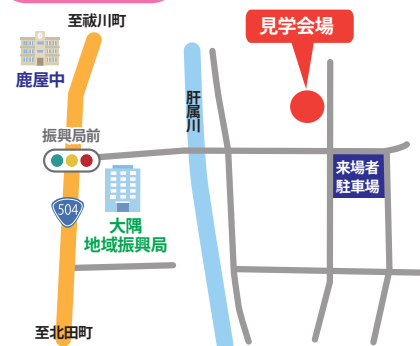 至祓川町
見学会場
鹿屋中
肝属川
振興局前
来場者
駐車場
504
大隅
地域振興局
至北田町